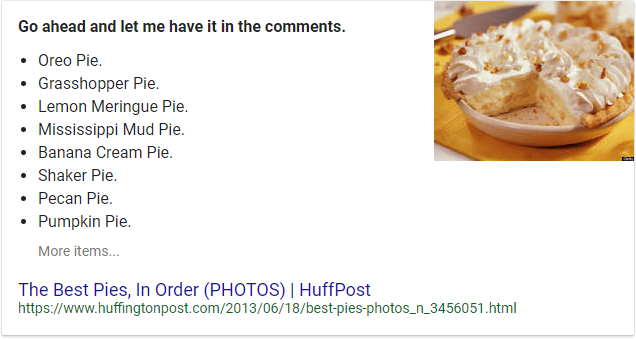 Go ahead and let me have it in the comments.
Oreo Pie.
Grasshopper Pie.
Lemon Meringue Pie.
Mississippi Mud Pie.
Banana Cream Pie.
Shaker Pie.
Pecan Pie.
Pumpkin Pie.
More items...
The Best Pies, In Order (PHOTOS) | HuffPost
https://www.huffingtonpost.com/2013/06/18/best-pies-photos_n_3456051.html